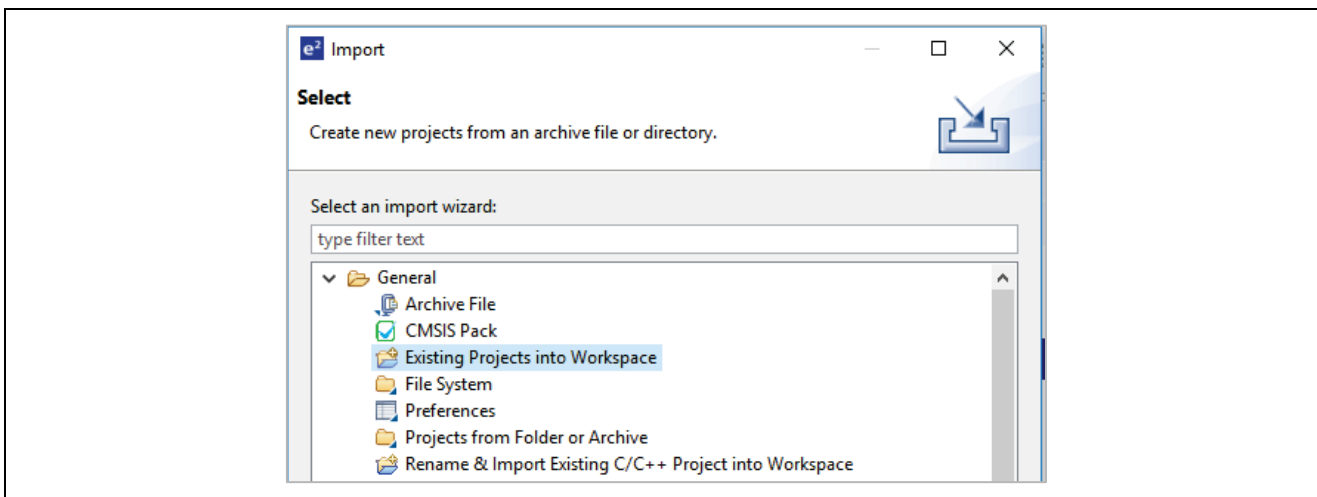 e² Import
Select
Create new projects from an archive file or directory.
Select an import wizard:
type filter text
General
Archive File
CMSIS Pack
Existing Projects into Workspace
File System
Preferences
Projects from Folder or Archive
Rename & Import Existing C/C++ Project into Workspace